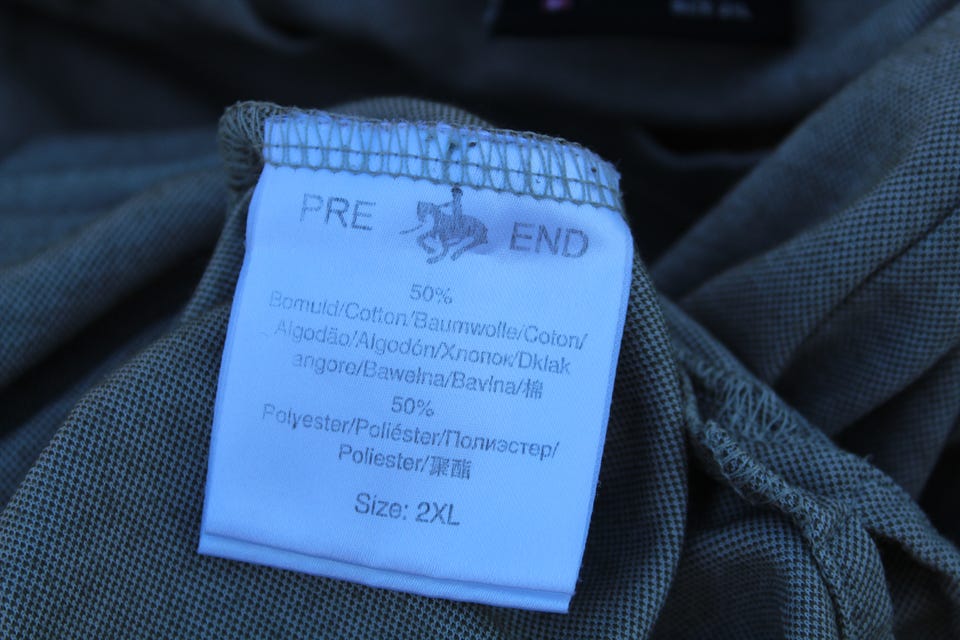 PRE END
50%
Bomuld/Cotton/Baumwolle/Coton/
Algodão/Algodón/Хлопок/Dklak
angore/Bawełna/Bavlna/棉
50%
Polyester/Poliéster/Полиэстер/
Poliester/聚酯
Size: 2XL